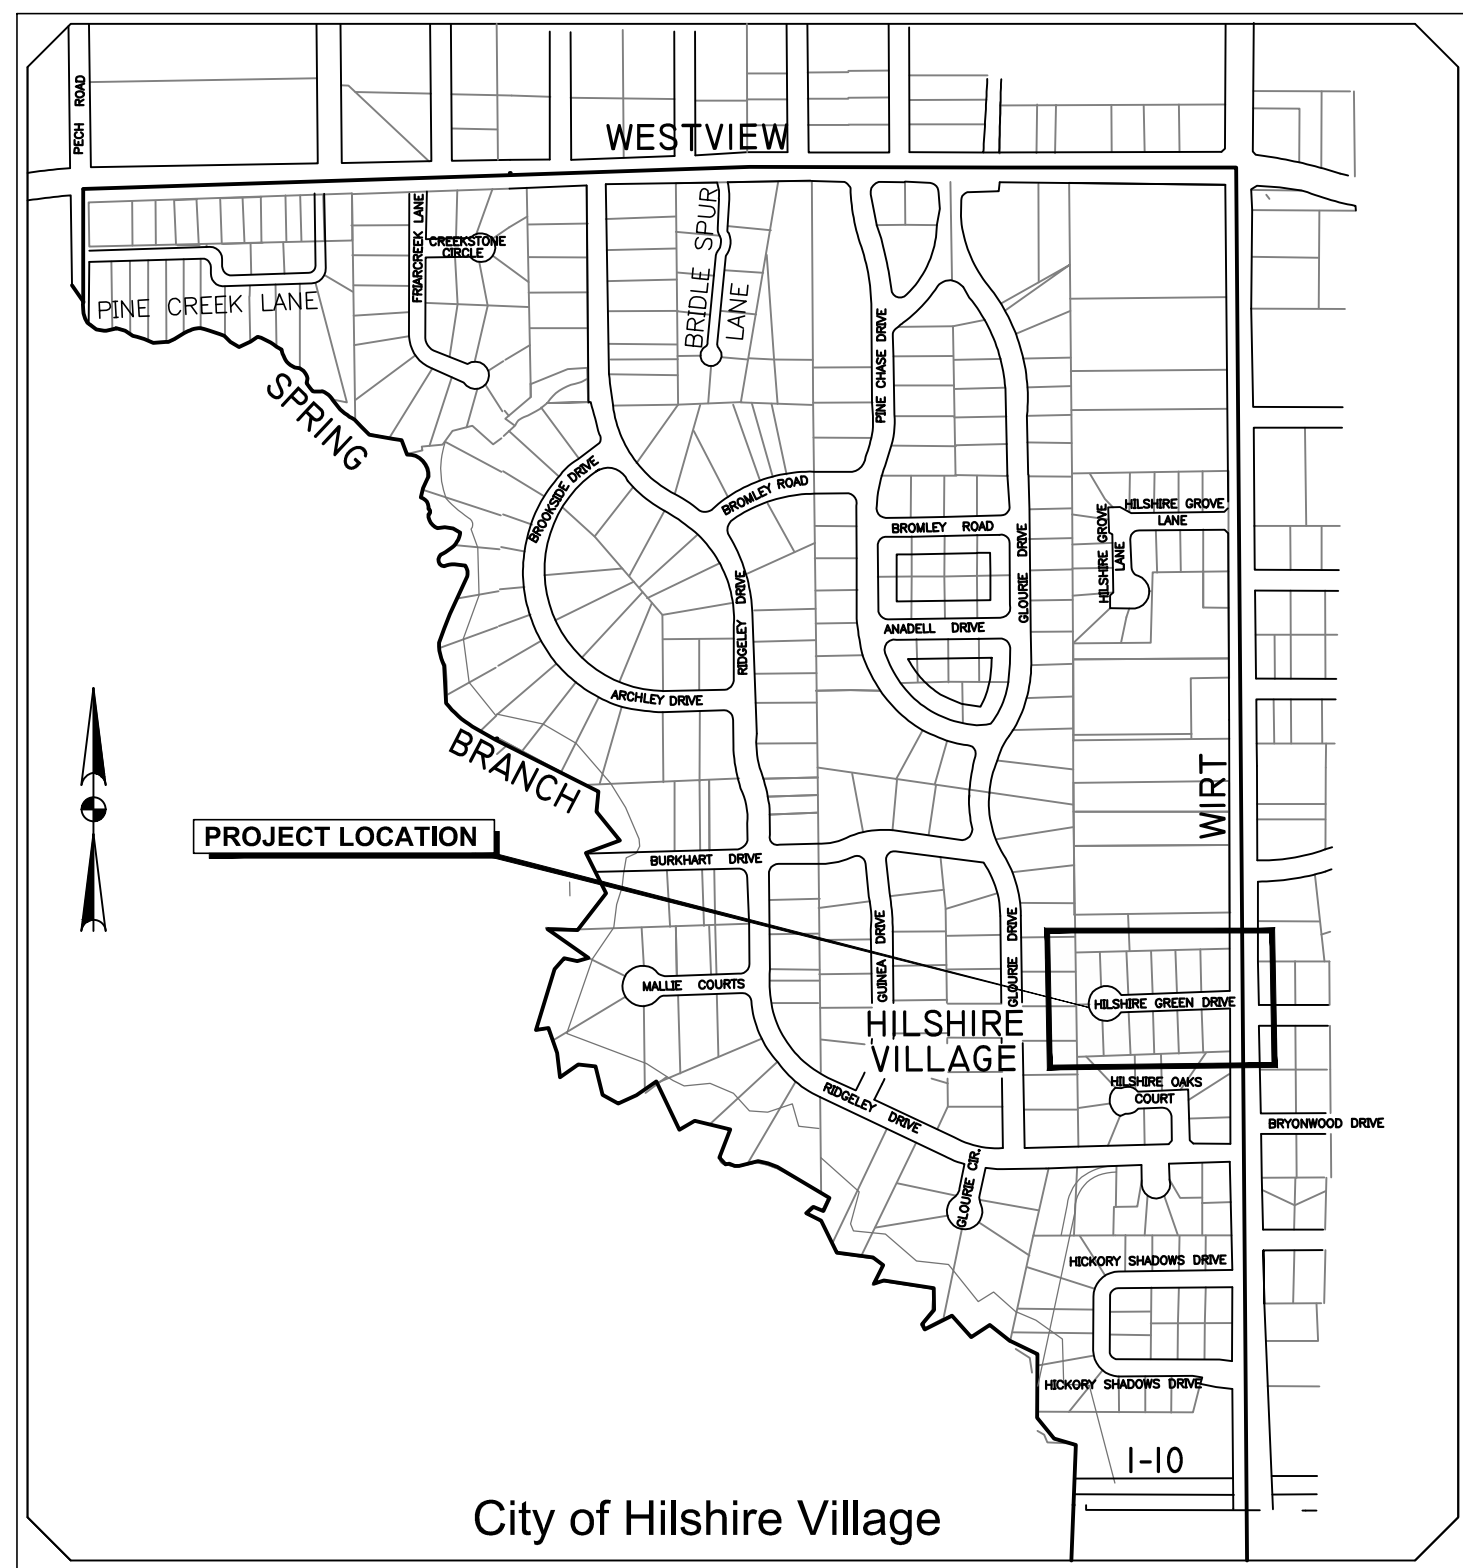 PECH ROAD
WESTVIEW
FRIARCREEK LANE
CREEKSTONE
CIRCLE
BRIDLE SPUR
LANE
PINE CREEK LANE
PINE CHASE DRIVE
SPRING
BROOKSIDE DRIVE
BROMLEY ROAD
BROMLEY ROAD
GLOURIE DRIVE
HILSHIRE GROVE
LANE
HILSHIRE GROVE
LANE
RIDGELEY DRIVE
ANADELL DRIVE
ARCHLEY DRIVE
BRANCH
WIRT
PROJECT LOCATION
BURKHART DRIVE
GUINEA DRIVE
GLOURIE DRIVE
MALLIE COURTS
HILSHIRE GREEN DRIVE
HILSHIRE
VILLAGE
HILSHIRE OAKS
COURT
RIDGELEY DRIVE
BRYONWOOD DRIVE
GLOURIE CIR.
HICKORY SHADOWS DRIVE
HICKORY SHADOWS DRIVE
I-10
City of Hilshire Village